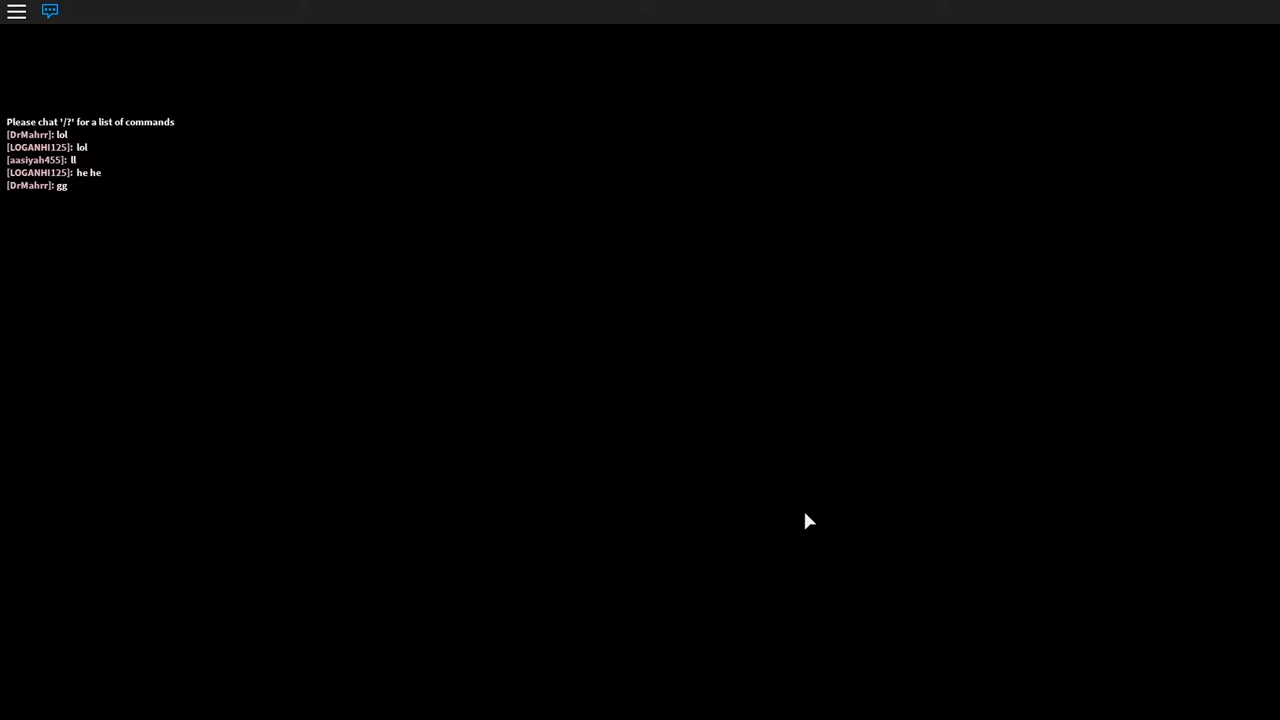 Please chat '/?' for a list of commands
[DrMahrr]: lol
[LOGANHI125]: lol
[aasiyah455]: ll
[LOGANHI125]: he he
[DrMahrr]: gg